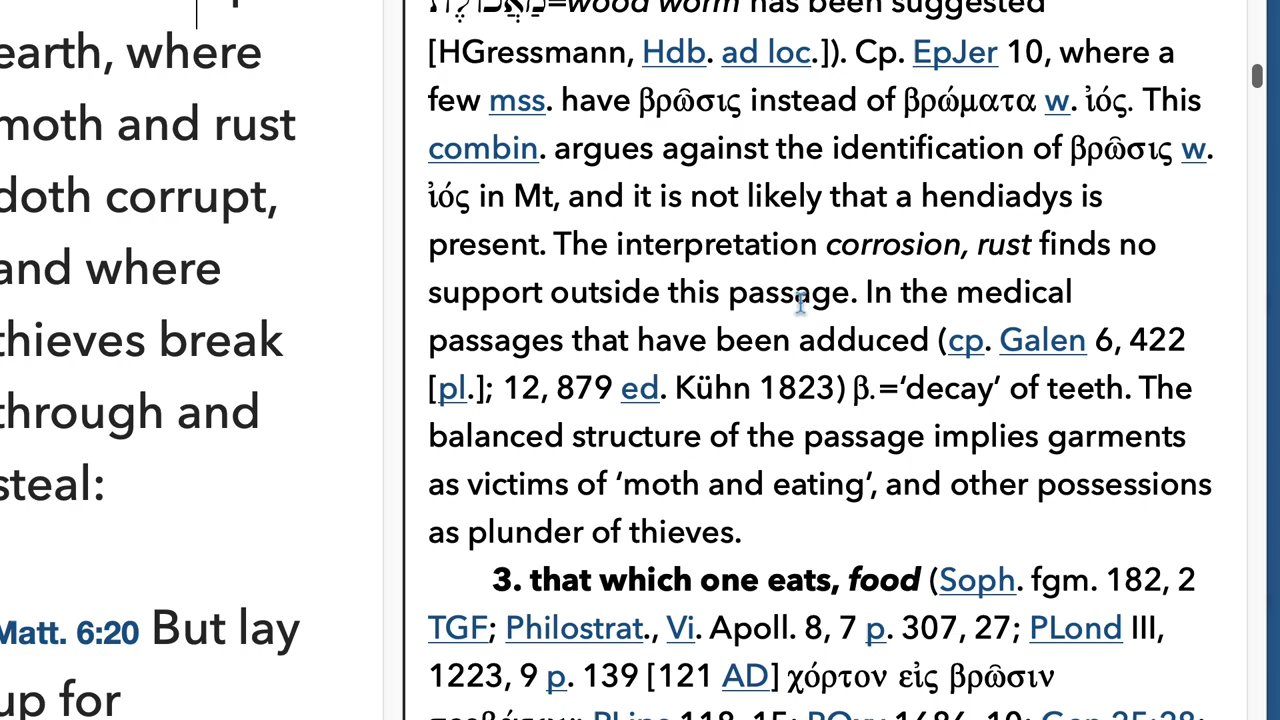 earth, where
moth and rust
doth corrupt,
and where
thieves break
through and
steal:
Matt. 6:20 But lay
up for
=wood worm has been suggested
[HGressmann, Hdb. ad loc.]). Cp. EpJer 10, where a
few mss. have βρῶσις instead of βρώματα w. ἰός. This
combin. argues against the identification of βρῶσις w.
ἰός in Mt, and it is not likely that a hendiadys is
present. The interpretation corrosion, rust finds no
support outside this passage. In the medical
passages that have been adduced (cp. Galen 6, 422
[pl.]; 12, 879 ed. Kühn 1823) β.=‘decay’ of teeth. The
balanced structure of the passage implies garments
as victims of ‘moth and eating’, and other possessions
as plunder of thieves.
3. that which one eats, food (Soph. fgm. 182, 2
TGF; Philostrat., Vi. Apoll. 8, 7 p. 307, 27; PLond III,
1223, 9 p. 139 [121 AD] χόρτον εἰς βρῶσιν